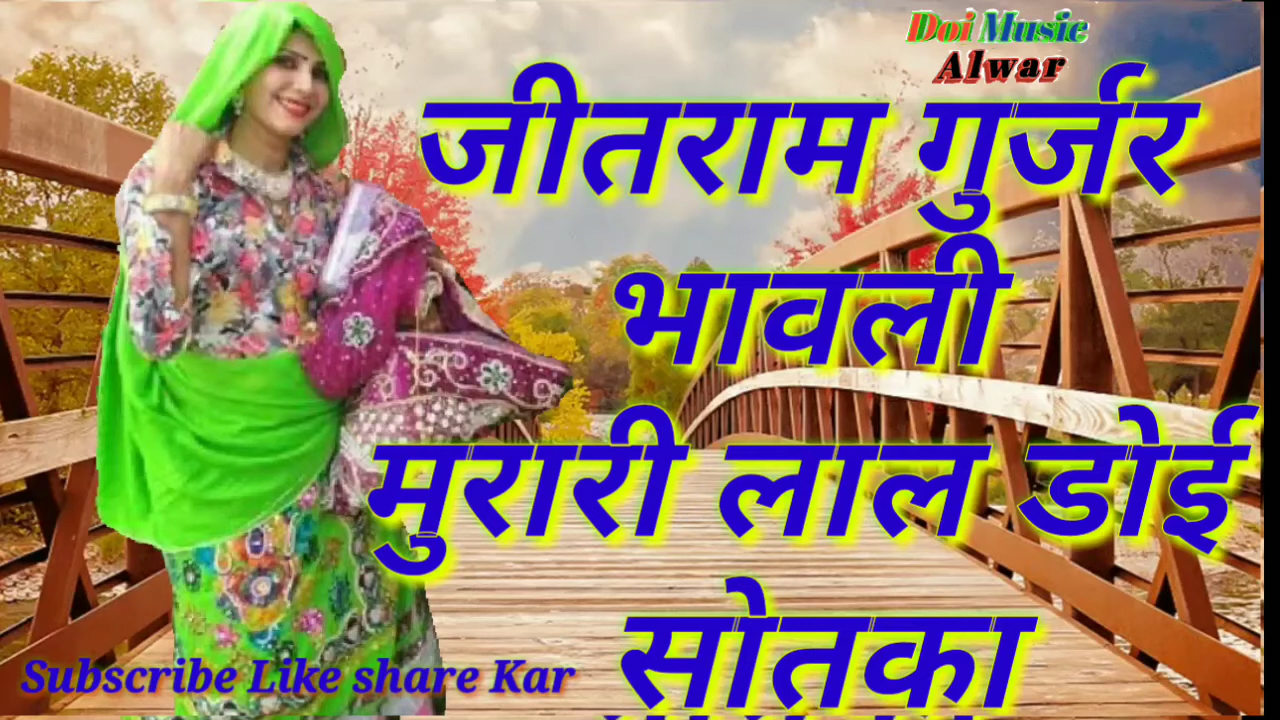 Doi Music
Alwar
जीतराम गुर्जर
भावली
मुरारी लाल डोई
सोतका
Subscribe Like share Kar